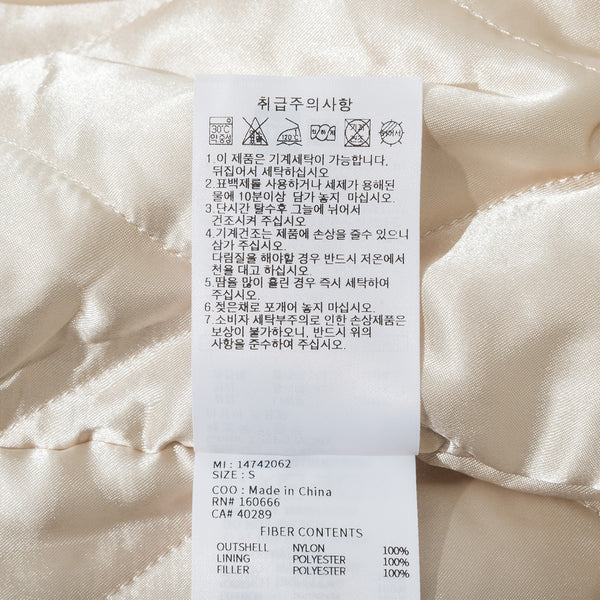 취급주의사항
30℃
약중성
120℃
1.이 제품은 기계세탁이 가능합니다,
뒤집어서 세탁하십시오
2.표백제를 사용하거나 세제가 용해된
물에 10분이상 담가 놓지 마십시오.
3.단시간 탈수후 그늘에 뉘어서
건조시켜 주십시오
4.기계건조는 제품에 손상을 줄수 있으니
삼가 주십시오.
다림질을 해야할 경우 반드시 저온에서
천을 대고 하십시오.
5.땀을 많이 흘린 경우 즉시 세탁하여
주십시오.
6.젖은채로 포개어 놓지 마십시오.
7.소비자 세탁부주의로 인한 손상제품은
보상이 불가하오니, 반드시 위의
사항을 준수하여 주십시오.
MI : 14742062
SIZE : S
COO : Made in China
RN# 160666
CA# 40289
FIBER CONTENTS
OUTSHELL NYLON 100%
LINING POLYESTER 100%
FILLER POLYESTER 100%